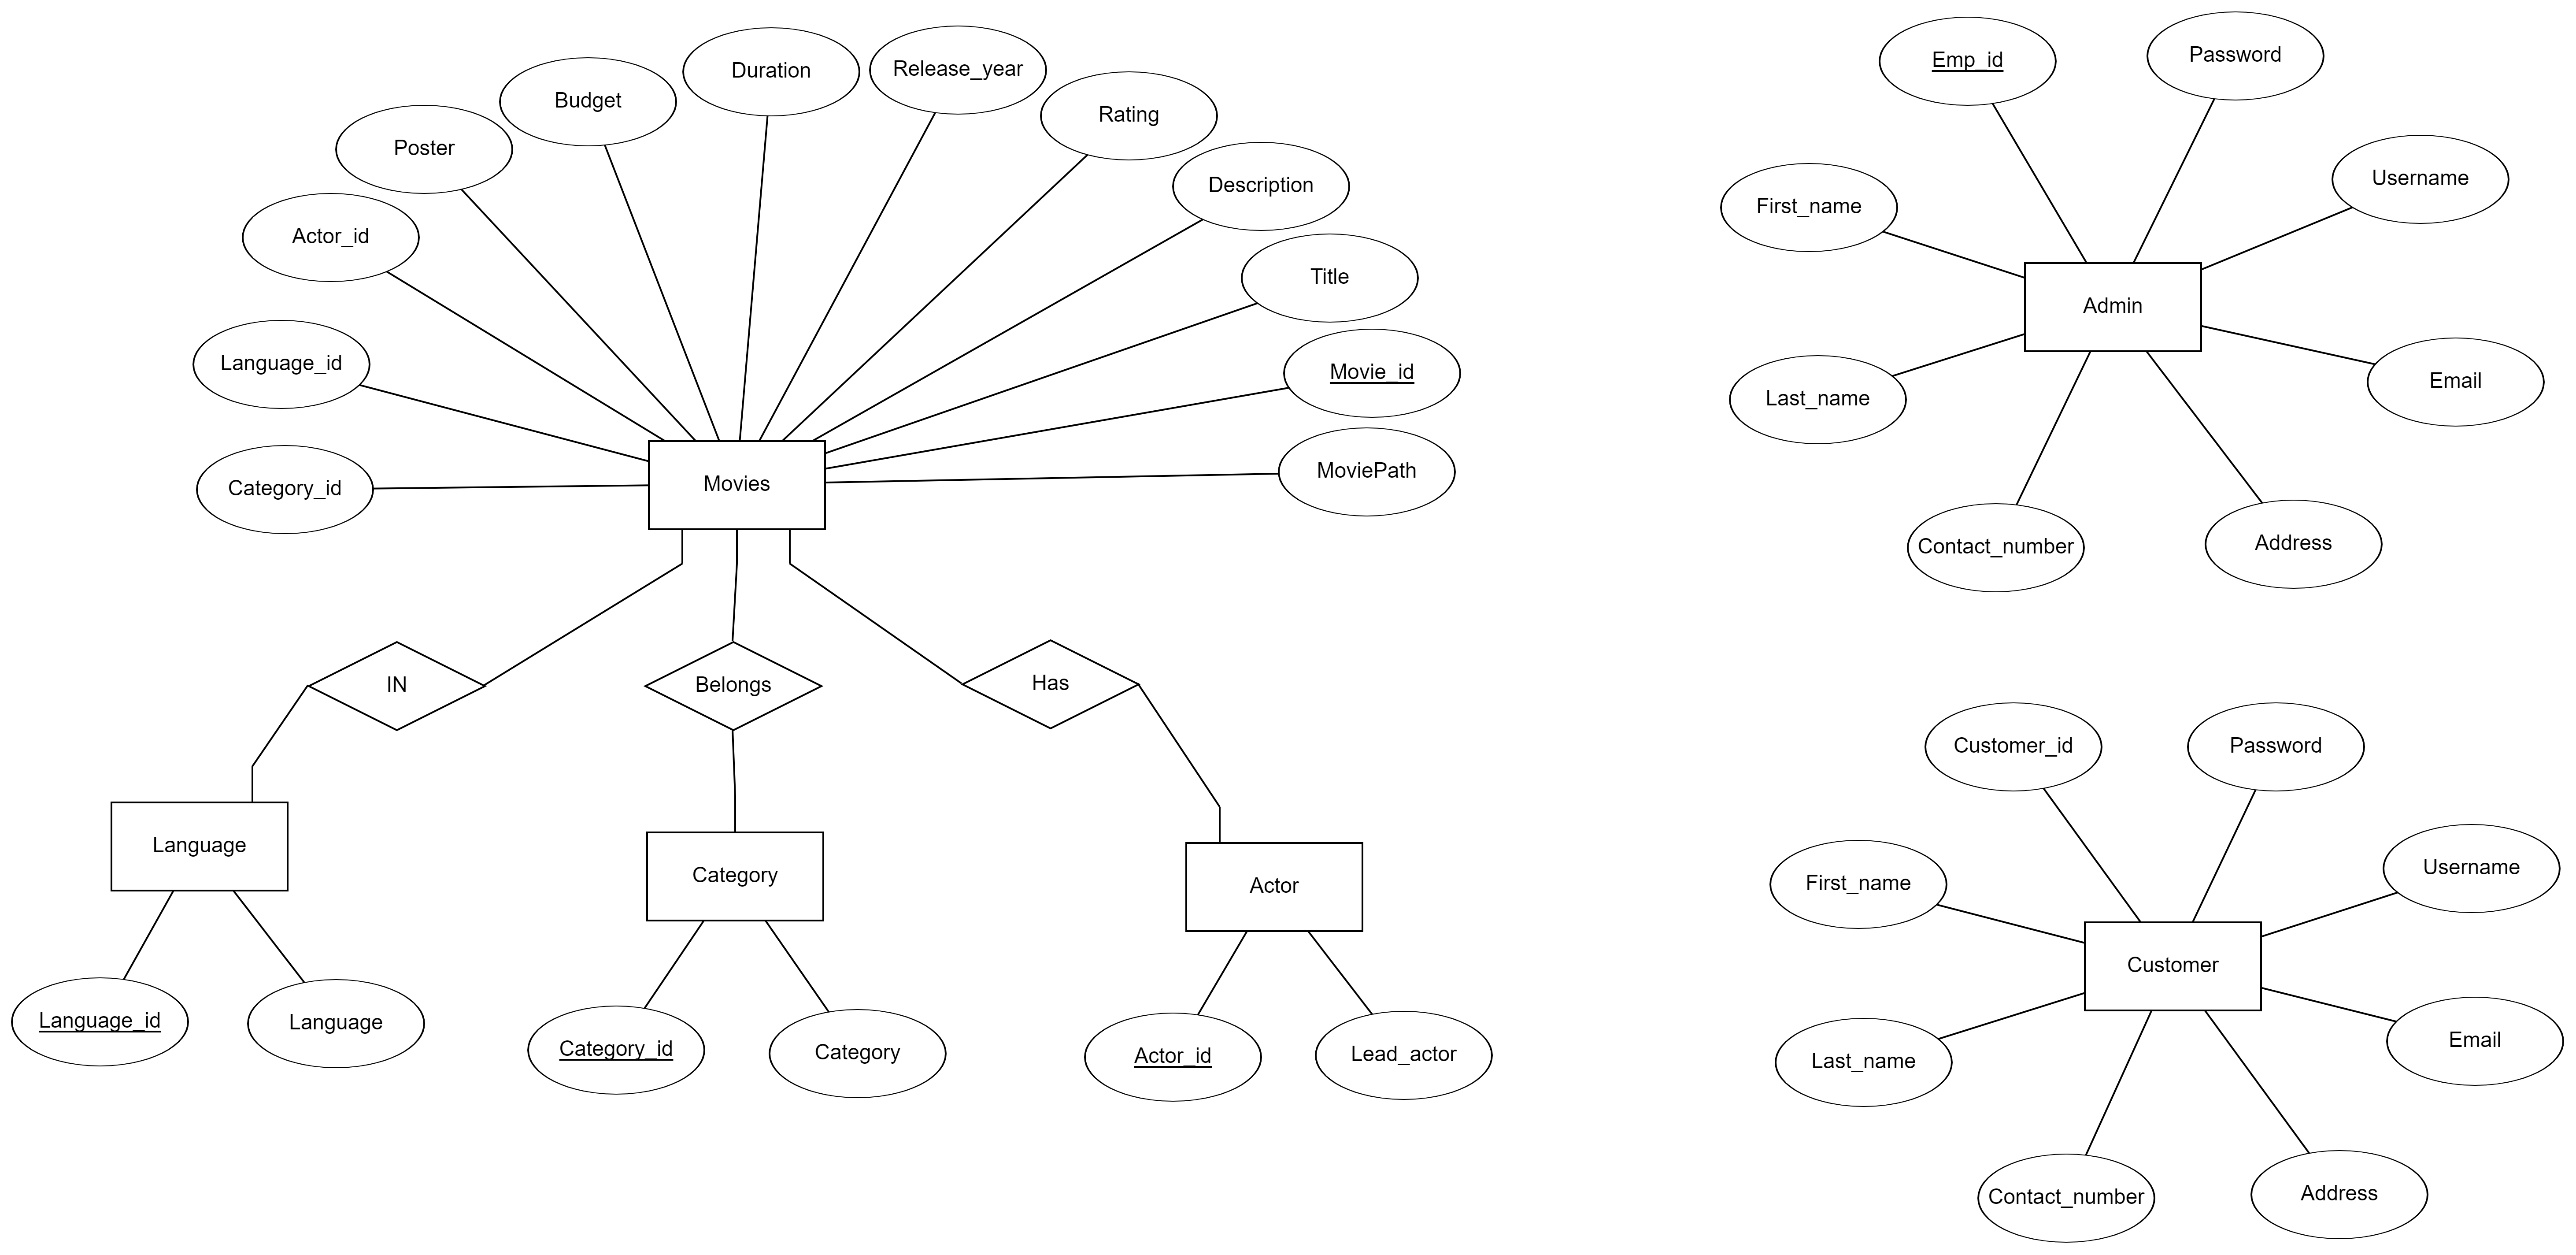 Duration
Release_year
Budget
Rating
Poster
Description
Actor_id
Title
Language_id
Movie_id
Category_id
MoviePath
Movies
IN
Belongs
Has
Language
Category
Actor
Language_id
Language
Category_id
Category
Actor_id
Lead_actor
Emp_id
Password
First_name
Username
Admin
Last_name
Email
Contact_number
Address
Customer_id
Password
First_name
Username
Customer
Last_name
Email
Contact_number
Address